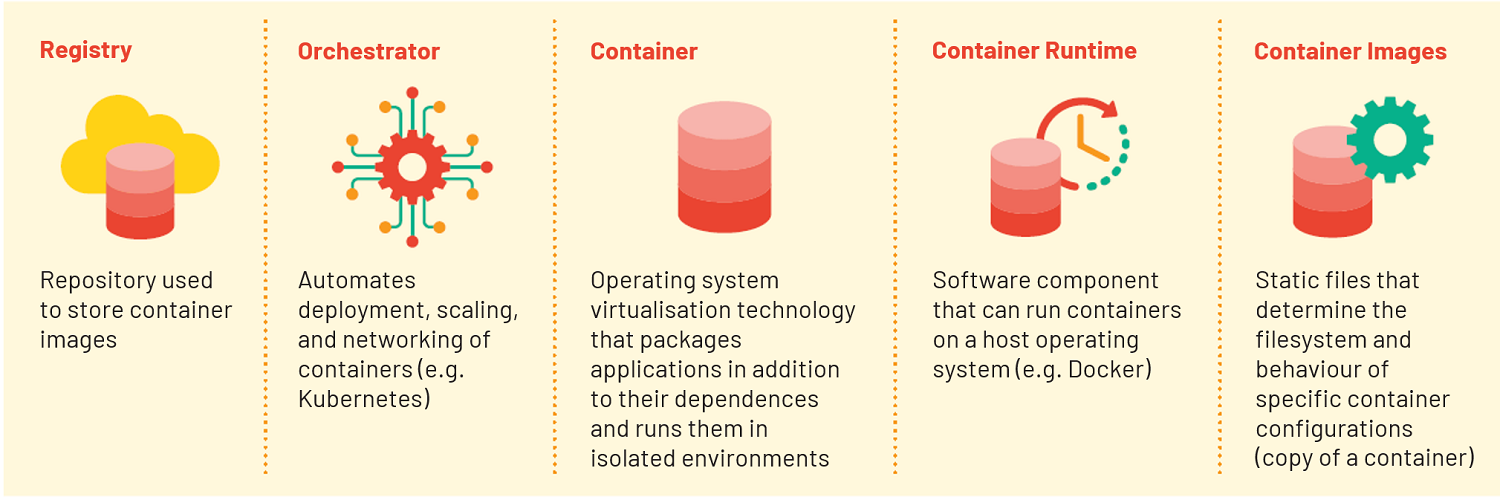 Registry
Repository used
to store container
images
Orchestrator
Automates
deployment, scaling,
and networking of
containers (e.g.
Kubernetes)
Container
Operating system
virtualisation technology
that packages
applications in addition
to their dependences
and runs them in
isolated environments
Container Runtime
Software component
that can run containers
on a host operating
system (e.g. Docker)
Container Images
Static files that
determine the
filesystem and
behaviour of
specific container
configurations
(copy of a container)